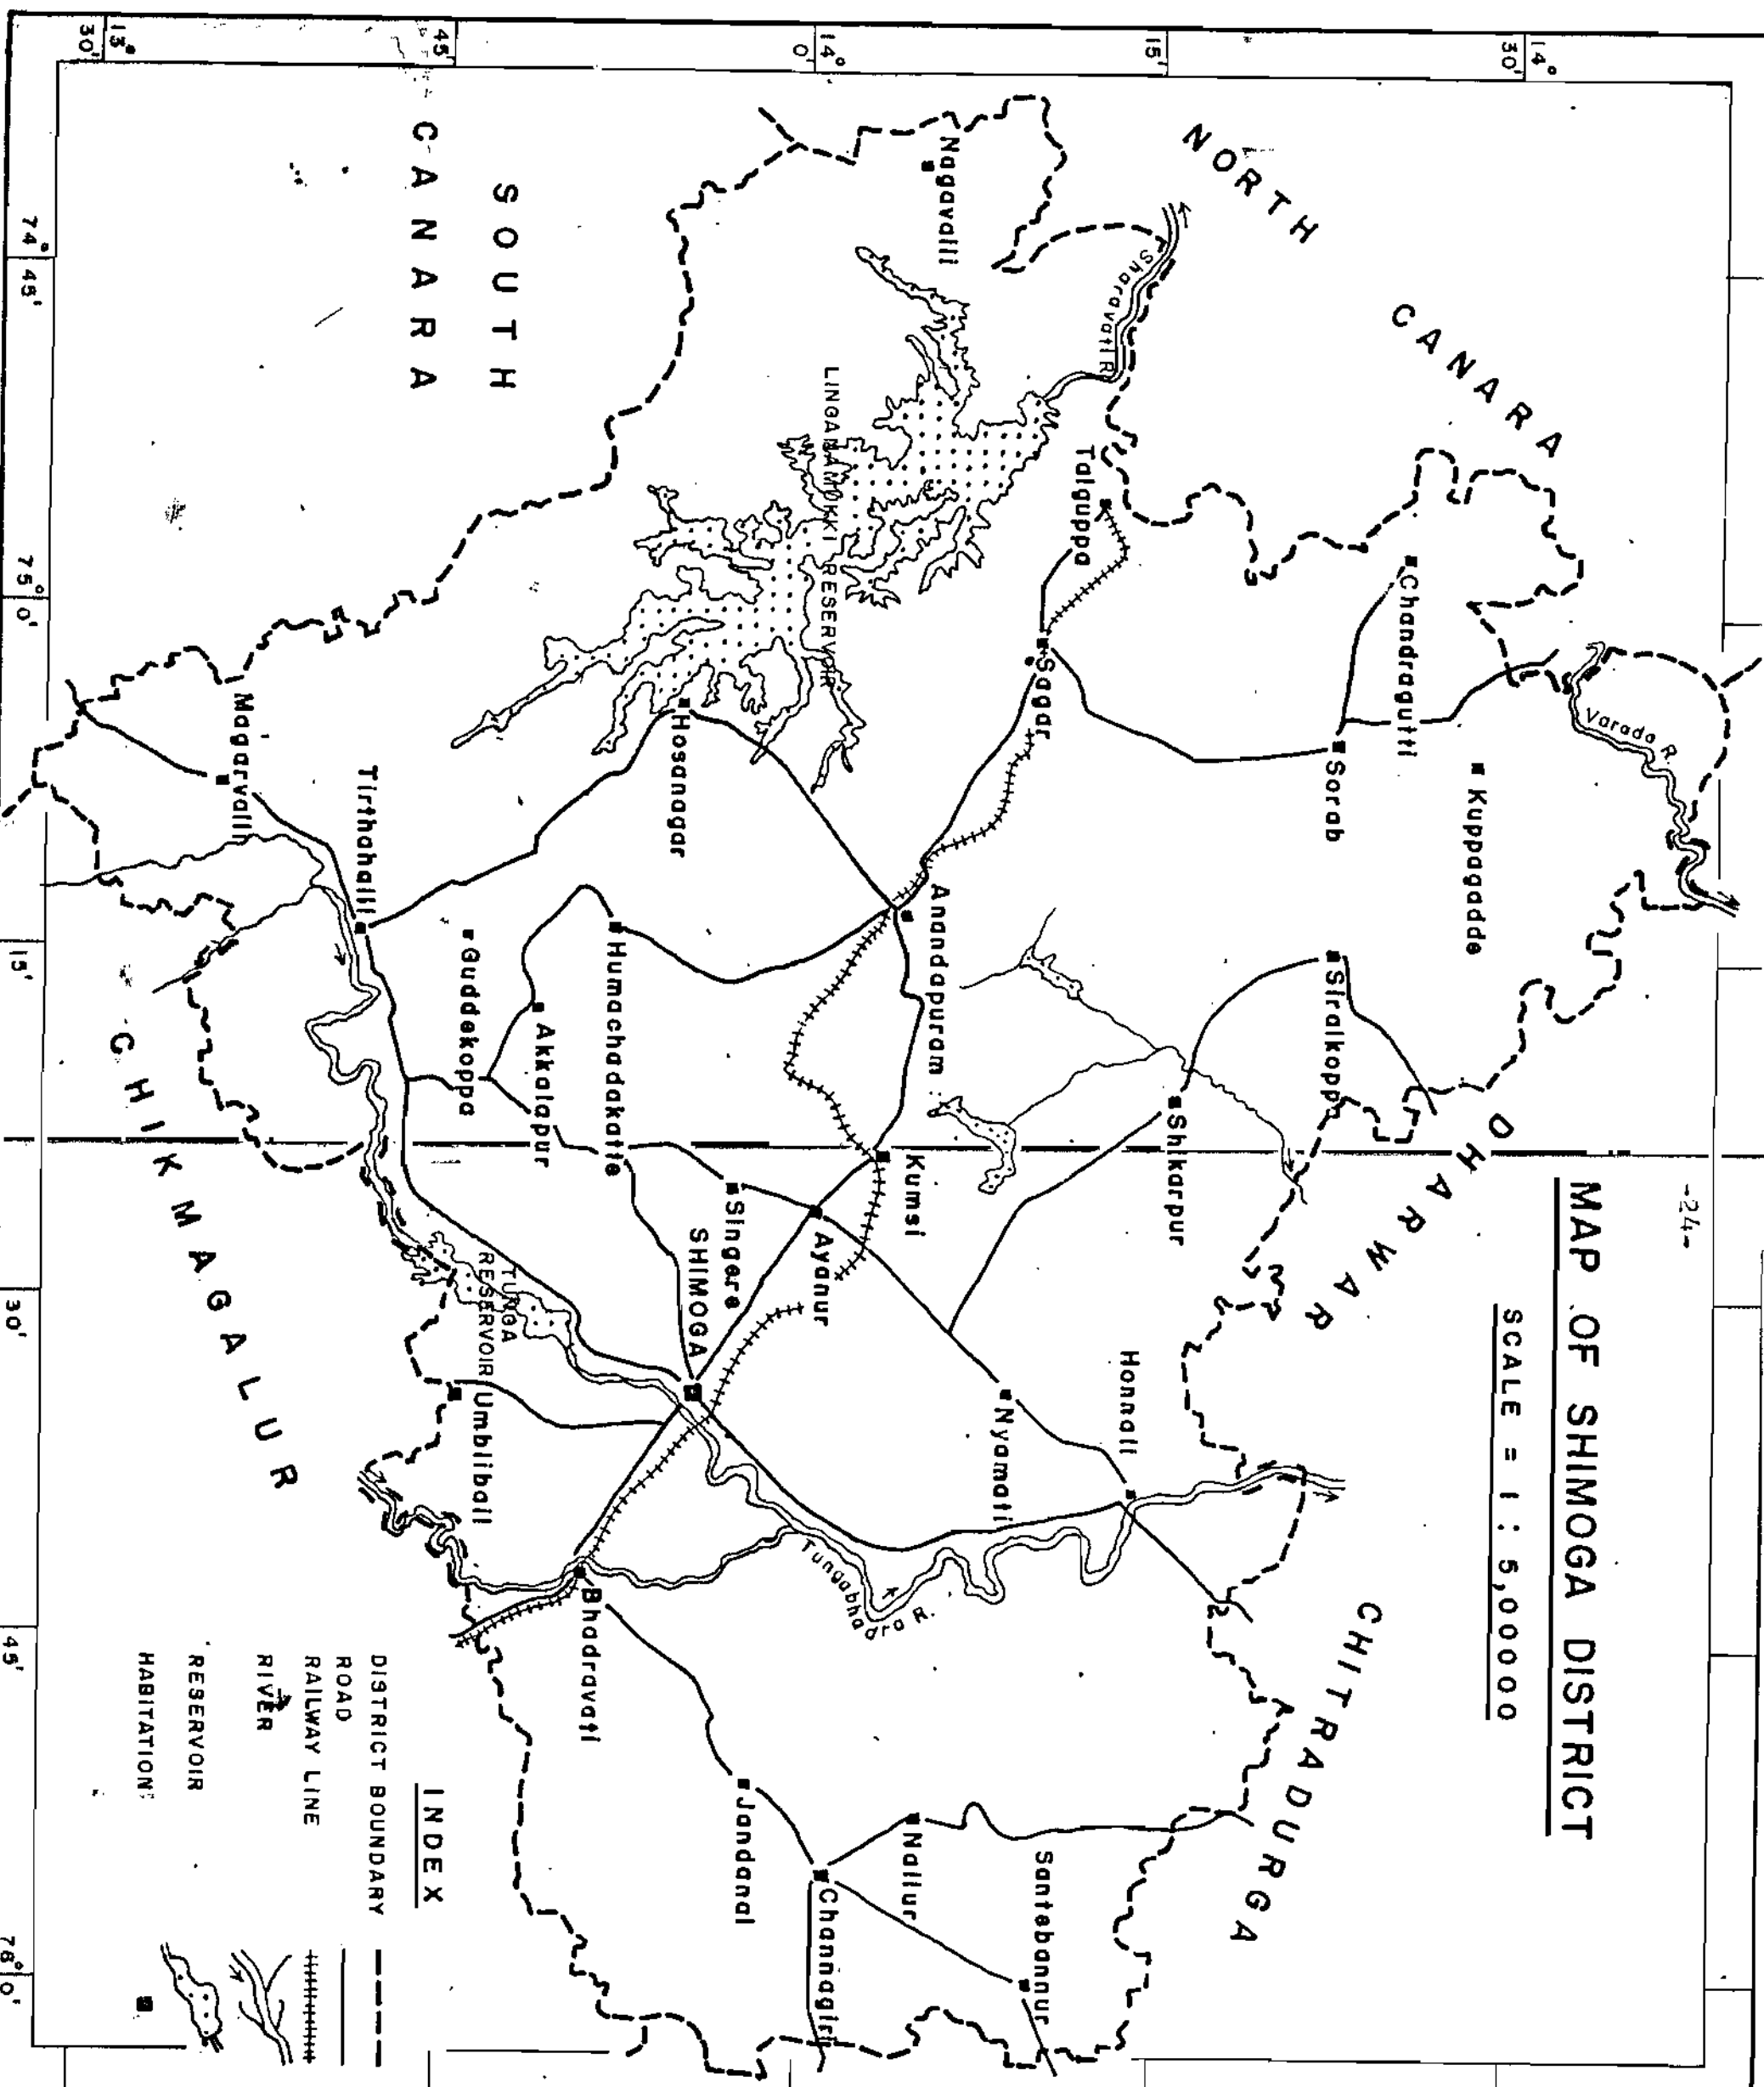 -24-
MAP OF SHIMOGA DISTRICT
SCALE = 1 : 5,00000
14° 30'
15'
14° 0'
45'
13° 30'
NORTH CANARA
DHARWAR
CHITRADURGA
SOUTH CANARA
CHIKMAGALUR
Varada R.
Chandragutti
Kuppagadde
Sorab
Siralkoppa
Shikarpur
Sharavati R.
Talguppa
Sagar
Nagavalli
LINGANAMOKKI RESERVOIR
Anandapuram
Kumsi
Ayanur
Singere
SHIMOGA
Honnali
Nyamati
Tungabhadra R.
Santebannur
Nallur
Channagiri
Jandanal
Bhadravati
Hosanagar
Humachadakatte
Akkalapur
Guddekoppa
Tirthahalli
Magarvalli
TUNGA
RESERVOIR
Umblibail
INDEX
DISTRICT BOUNDARY
ROAD
RAILWAY LINE
RIVER
RESERVOIR
HABITATION
74° 45'
75° 0'
15'
30'
45'
76° 0'